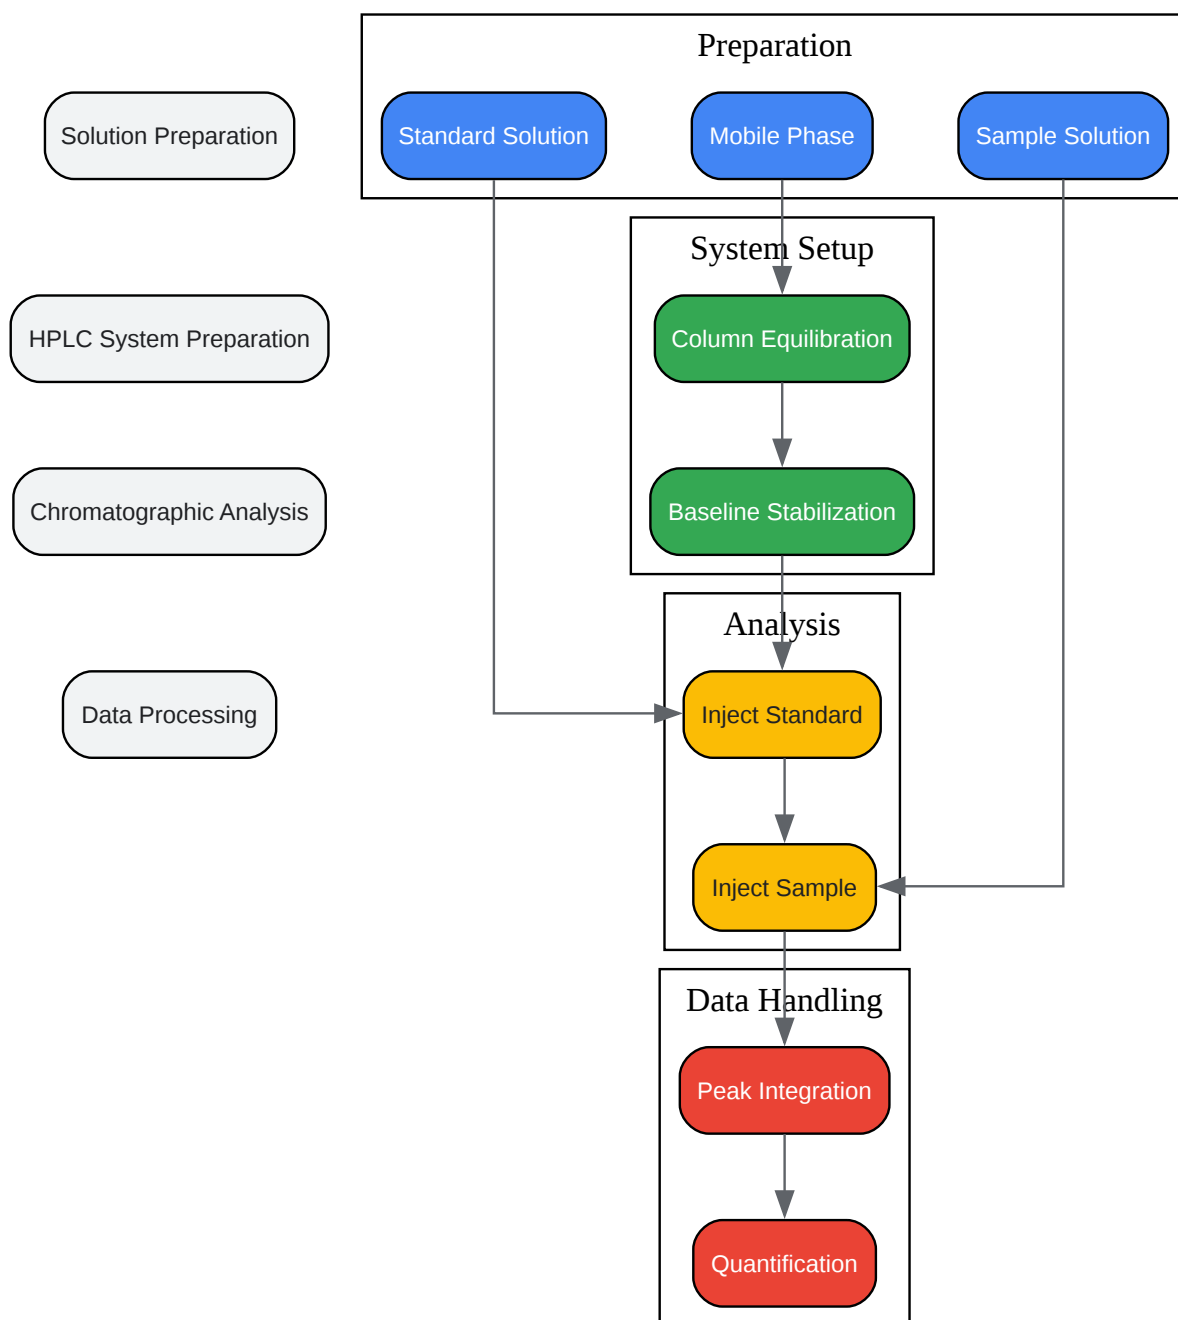 Preparation
Solution Preparation
Standard Solution
Mobile Phase
Sample Solution
System Setup
HPLC System Preparation
Column Equilibration
Chromatographic Analysis
Baseline Stabilization
Analysis
Data Processing
Inject Standard
Inject Sample
Data Handling
Peak Integration
Quantification